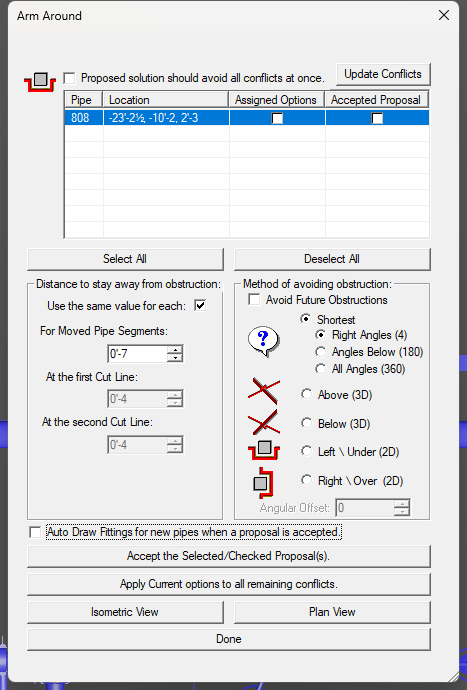 Arm Around
Proposed solution should avoid all conflicts at once.
Update Conflicts
Pipe Location Assigned Options Accepted Proposal
808 -23'-2½, -10'-2, 2'-3
Select All
Deselect All
Distance to stay away from obstruction:
Use the same value for each:
For Moved Pipe Segments:
0'-7
At the first Cut Line:
0'-4
At the second Cut Line:
0'-4
Method of avoiding obstruction:
Avoid Future Obstructions
Shortest
?
Right Angles (4)
Angles Below (180)
All Angles (360)
Above (3D)
Below (3D)
Left \ Under (2D)
Right \ Over (2D)
Angular Offset: 0
Auto Draw Fittings for new pipes when a proposal is accepted.
Accept the Selected/Checked Proposal(s).
Apply Current options to all remaining conflicts.
Isometric View
Plan View
Done